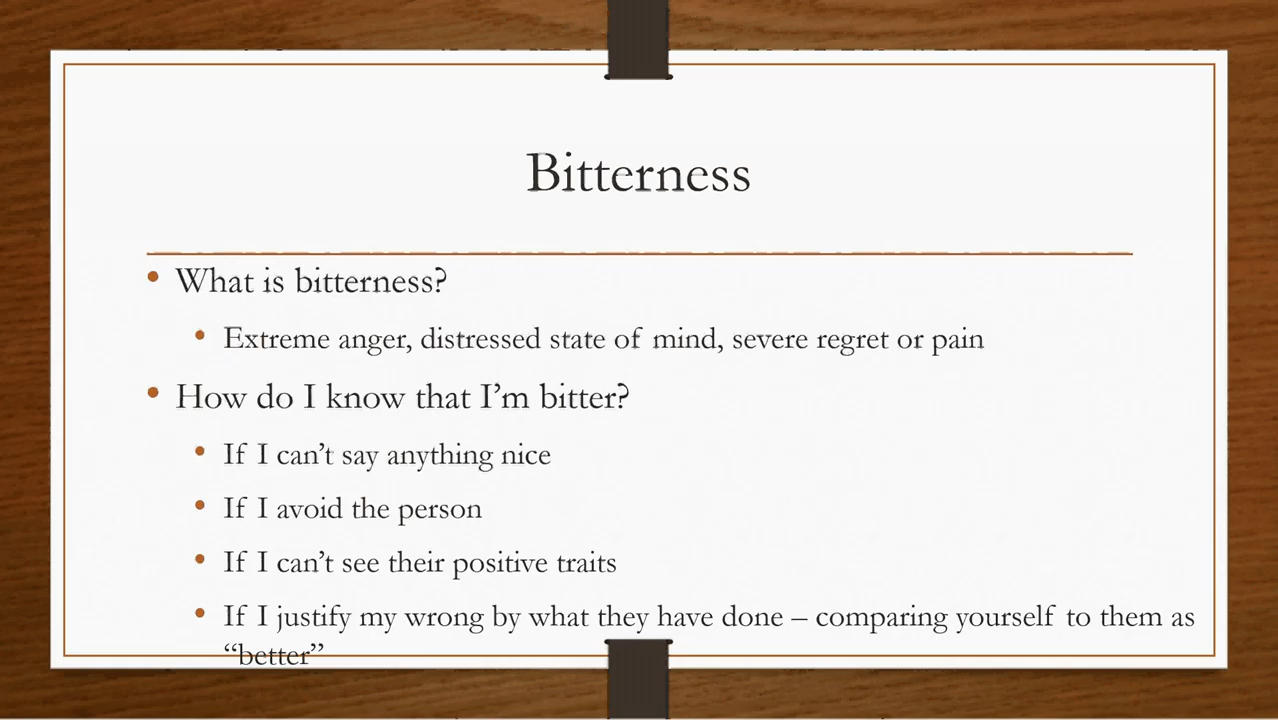 Bitterness
• What is bitterness?
• Extreme anger, distressed state of mind, severe regret or pain
• How do I know that I’m bitter?
• If I can’t say anything nice
• If I avoid the person
• If I can’t see their positive traits
• If I justify my wrong by what they have done – comparing yourself to them as
“better”